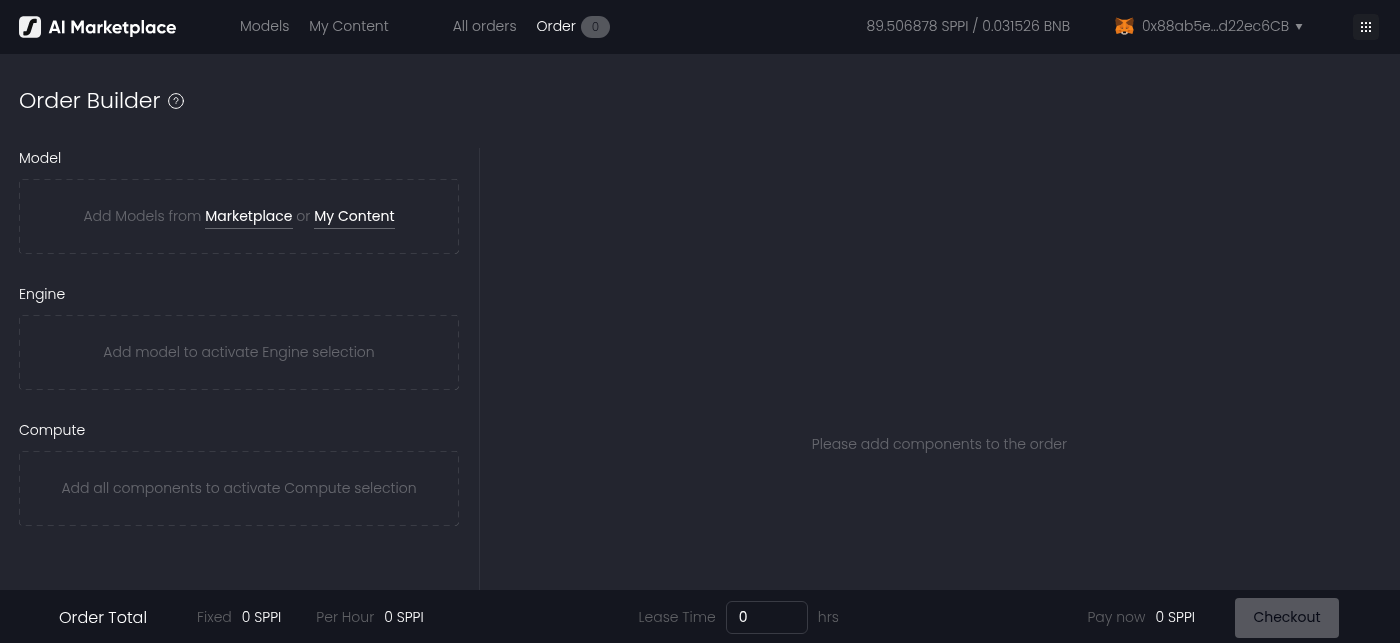 AI Marketplace
Models
My Content
All orders
Order 0
89.506878 SPPI / 0.031526 BNB
0x88ab5e...d22ec6CB ▾
Order Builder ?
Model
Add Models from Marketplace or My Content
Engine
Add model to activate Engine selection
Compute
Add all components to activate Compute selection
Please add components to the order
Order Total
Fixed 0 SPPI
Per Hour 0 SPPI
Lease Time 0 hrs
Pay now 0 SPPI
Checkout